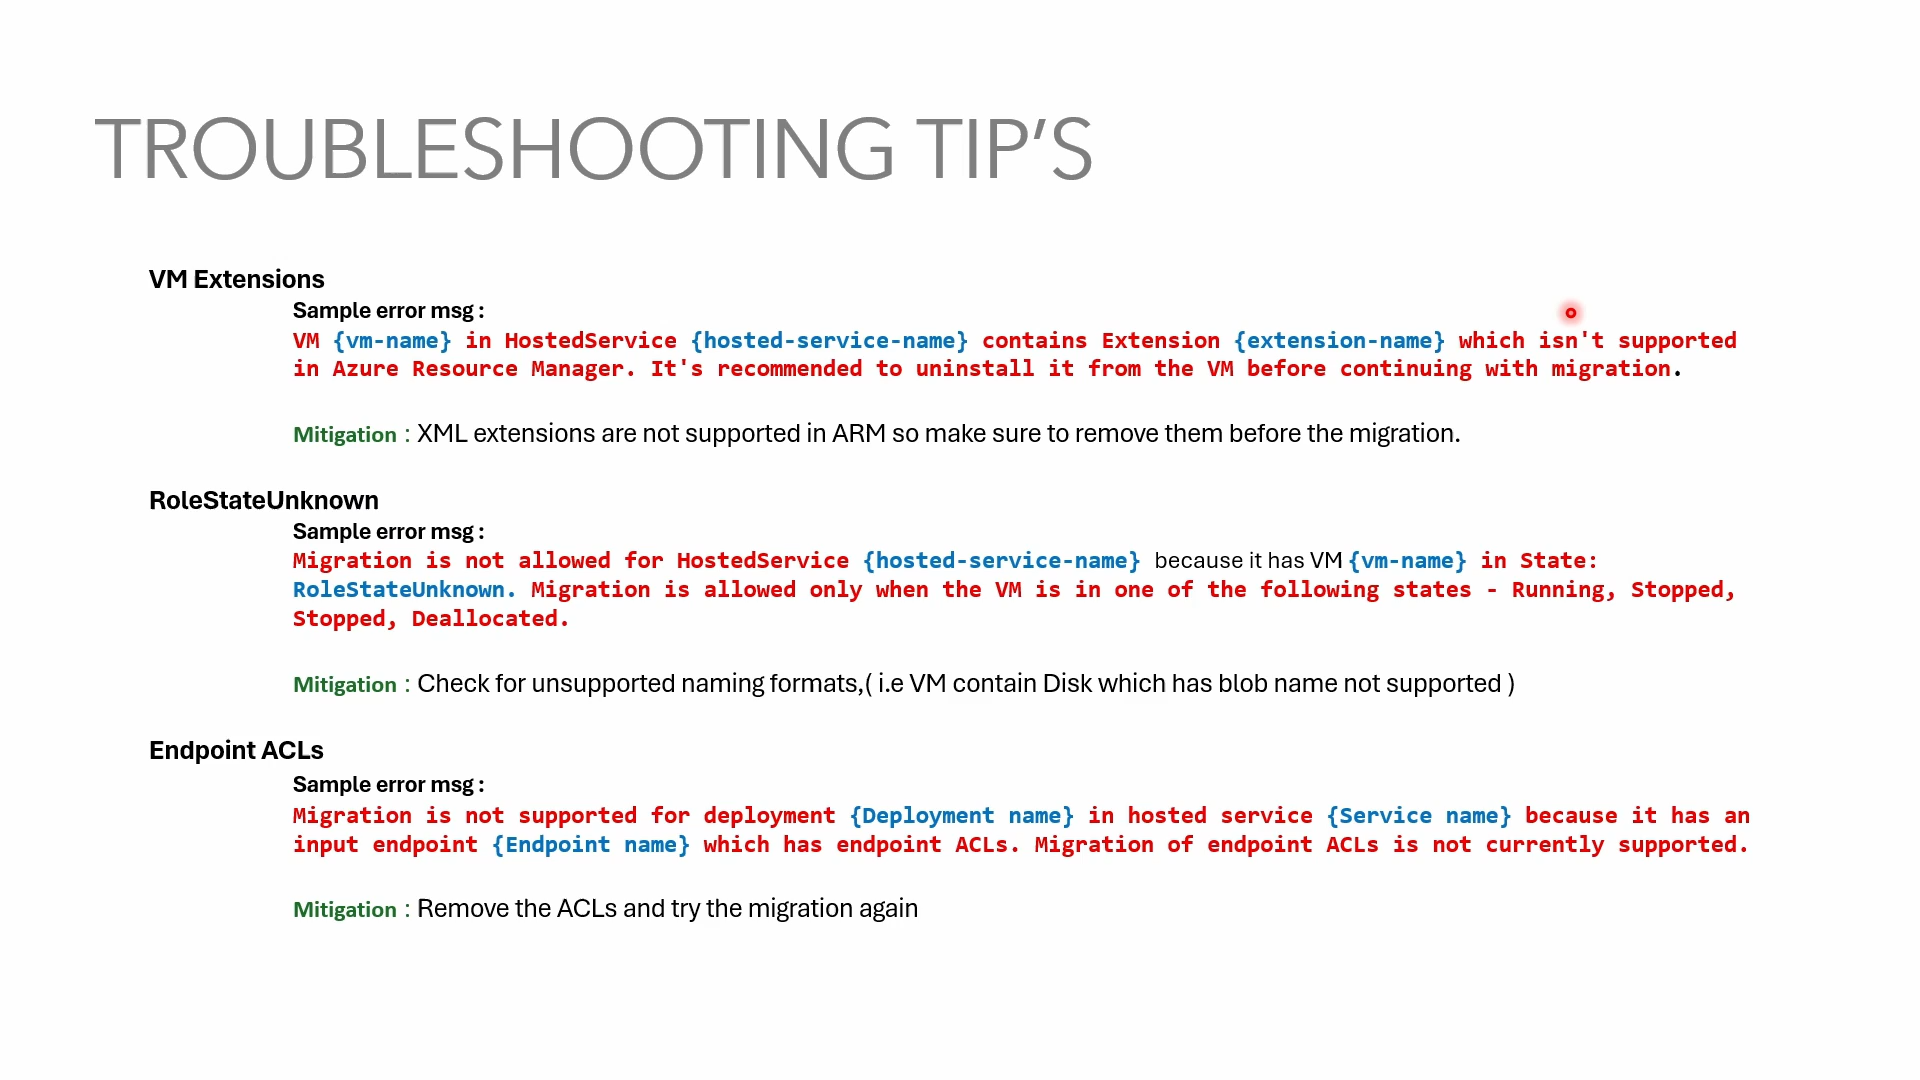 TROUBLESHOOTING TIP’S
VM Extensions
Sample error msg :
VM {vm-name} in HostedService {hosted-service-name} contains Extension {extension-name} which isn't supported
in Azure Resource Manager. It's recommended to uninstall it from the VM before continuing with migration.
Mitigation : XML extensions are not supported in ARM so make sure to remove them before the migration.
RoleStateUnknown
Sample error msg :
Migration is not allowed for HostedService {hosted-service-name} because it has VM {vm-name} in State:
RoleStateUnknown. Migration is allowed only when the VM is in one of the following states - Running, Stopped,
Stopped, Deallocated.
Mitigation : Check for unsupported naming formats,( i.e VM contain Disk which has blob name not supported )
Endpoint ACLs
Sample error msg :
Migration is not supported for deployment {Deployment name} in hosted service {Service name} because it has an
input endpoint {Endpoint name} which has endpoint ACLs. Migration of endpoint ACLs is not currently supported.
Mitigation : Remove the ACLs and try the migration again